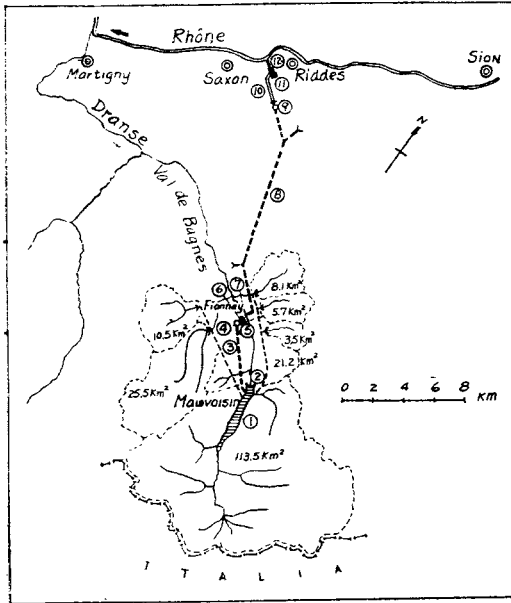 Rhône
Martigny
Saxon
Riddes
Sion
12
11
10
9
N
Dranse
Val de Bagnes
8
6
7
8.1 Km²
Fionnay
5.7 Km²
10.5 Km²
4
5
3.5 Km²
3
21.2 Km²
25.5 Km²
2
Mauvoisin
0 2 4 6 8
KM
1
113.5 Km²
ITALIA